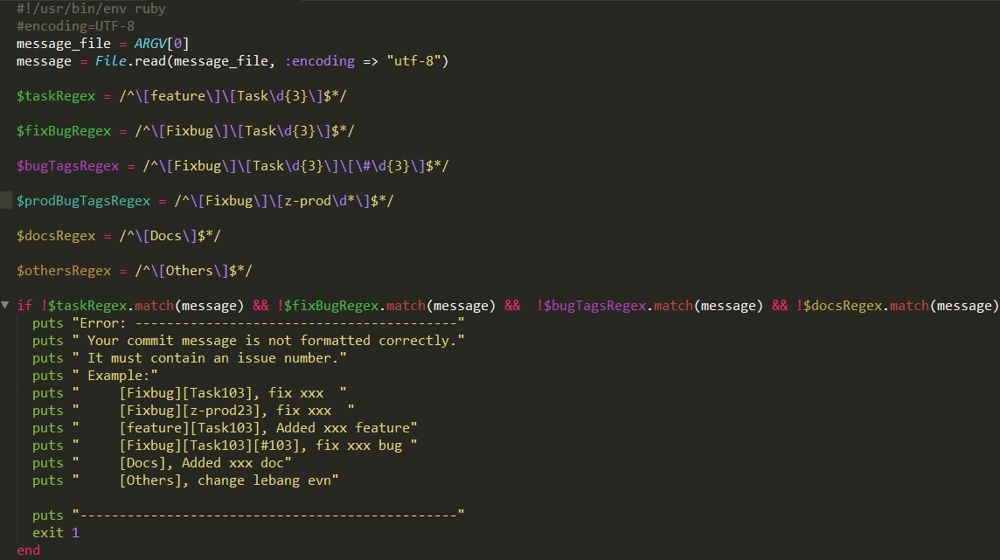 #!/usr/bin/env ruby
#encoding=UTF-8
message_file = ARGV[0]
message = File.read(message_file, :encoding => "utf-8")
$taskRegex = /^\[feature\]\[Task\d{3}\]$*/
$fixBugRegex = /^\[Fixbug\]\[Task\d{3}\]$*/
$bugTagsRegex = /^\[Fixbug\]\[Task\d{3}\]\[\#\d{3}\]$*/
$prodBugTagsRegex = /^\[Fixbug\]\[z-prod\d*\]$*/
$docsRegex = /^\[Docs\]$*/
$othersRegex = /^\[Others\]$*/
if !$taskRegex.match(message) && !$fixBugRegex.match(message) &&  !$bugTagsRegex.match(message) && !$docsRegex.match(message)
  puts "Error: -----------------------------------------"
  puts " Your commit message is not formatted correctly."
  puts " It must contain an issue number."
  puts " Example:"
  puts "     [Fixbug][Task103], fix xxx  "
  puts "     [Fixbug][z-prod23], fix xxx  "
  puts "     [feature][Task103], Added xxx feature"
  puts "     [Fixbug][Task103][#103], fix xxx bug "
  puts "     [Docs], Added xxx doc"
  puts "     [Others], change lebang evn"
  puts "------------------------------------------------"
  exit 1
end